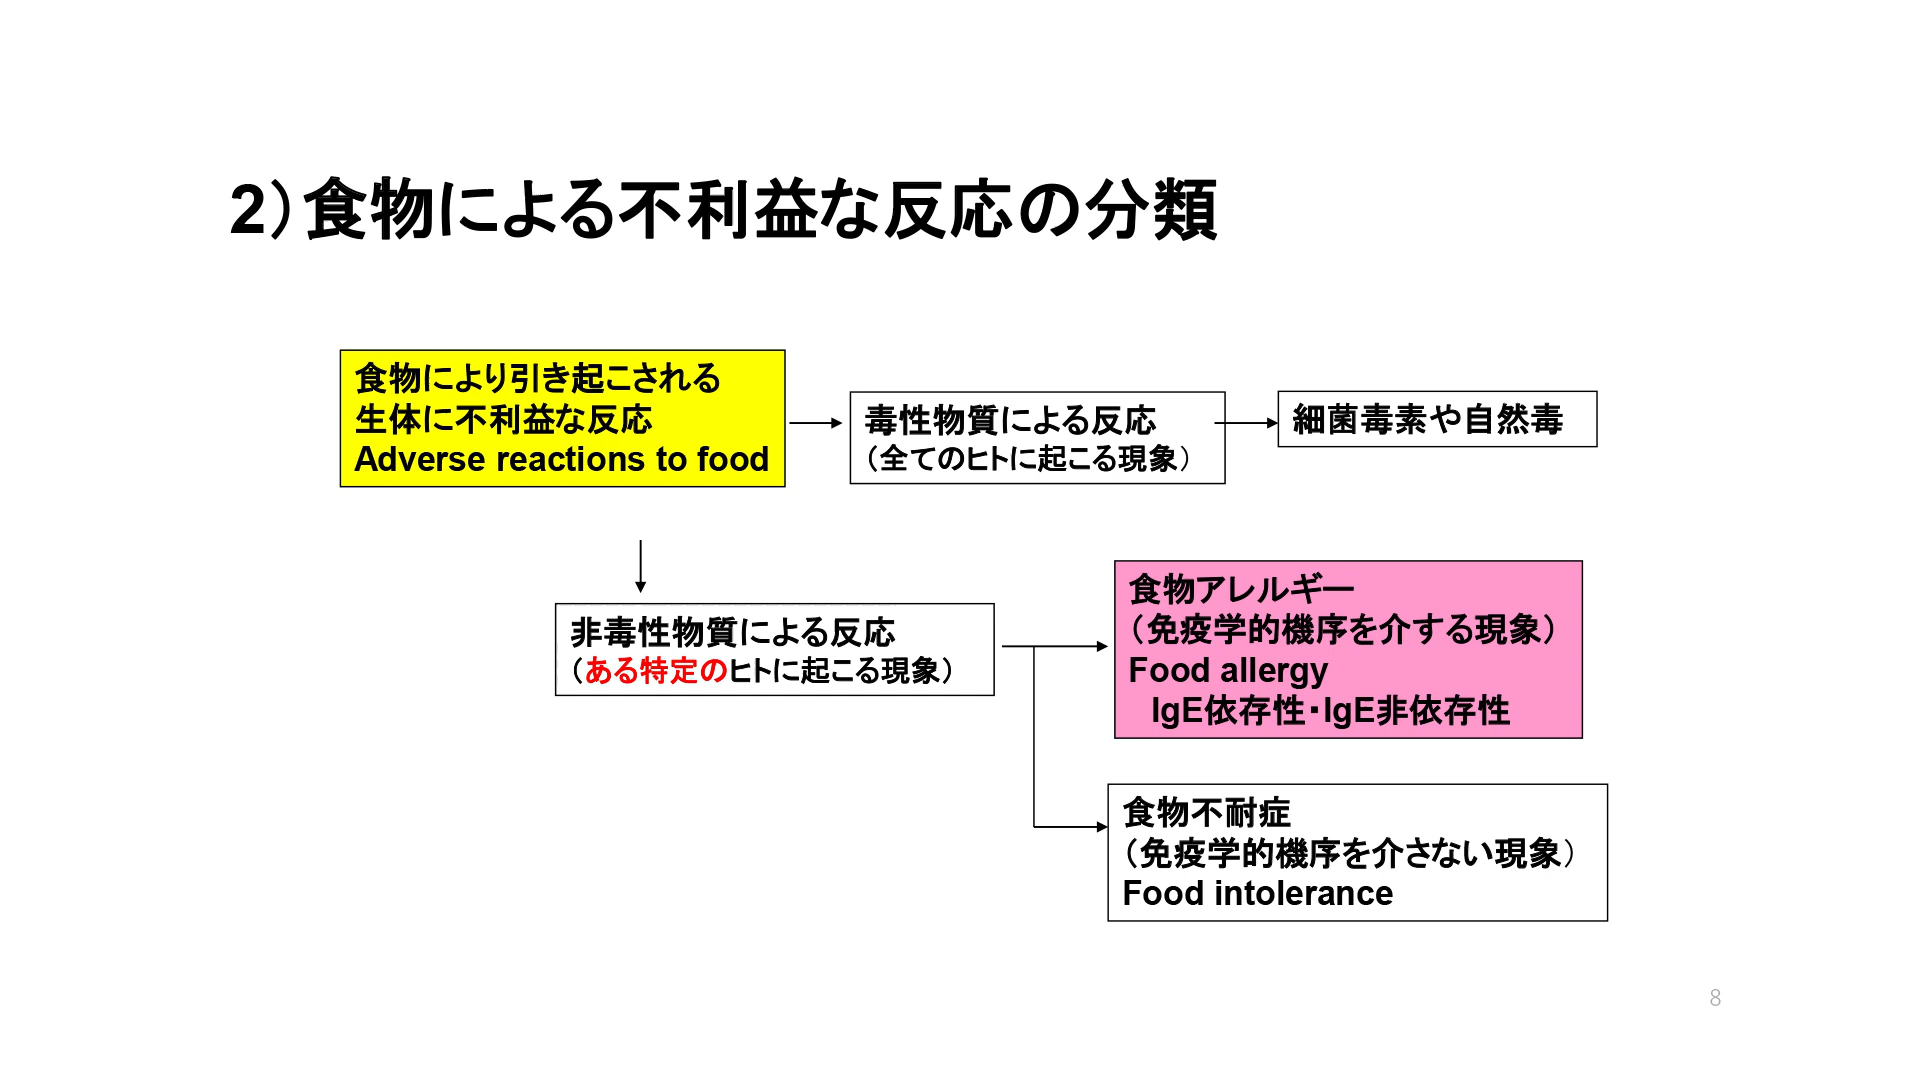 2）食物による不利益な反応の分類
食物により引き起こされる
生体に不利益な反応
Adverse reactions to food
毒性物質による反応
（全てのヒトに起こる現象）
細菌毒素や自然毒
非毒性物質による反応
（ある特定のヒトに起こる現象）
食物アレルギー
（免疫学的機序を介する現象）
Food allergy
IgE依存性・IgE非依存性
食物不耐症
（免疫学的機序を介さない現象）
Food intolerance
8